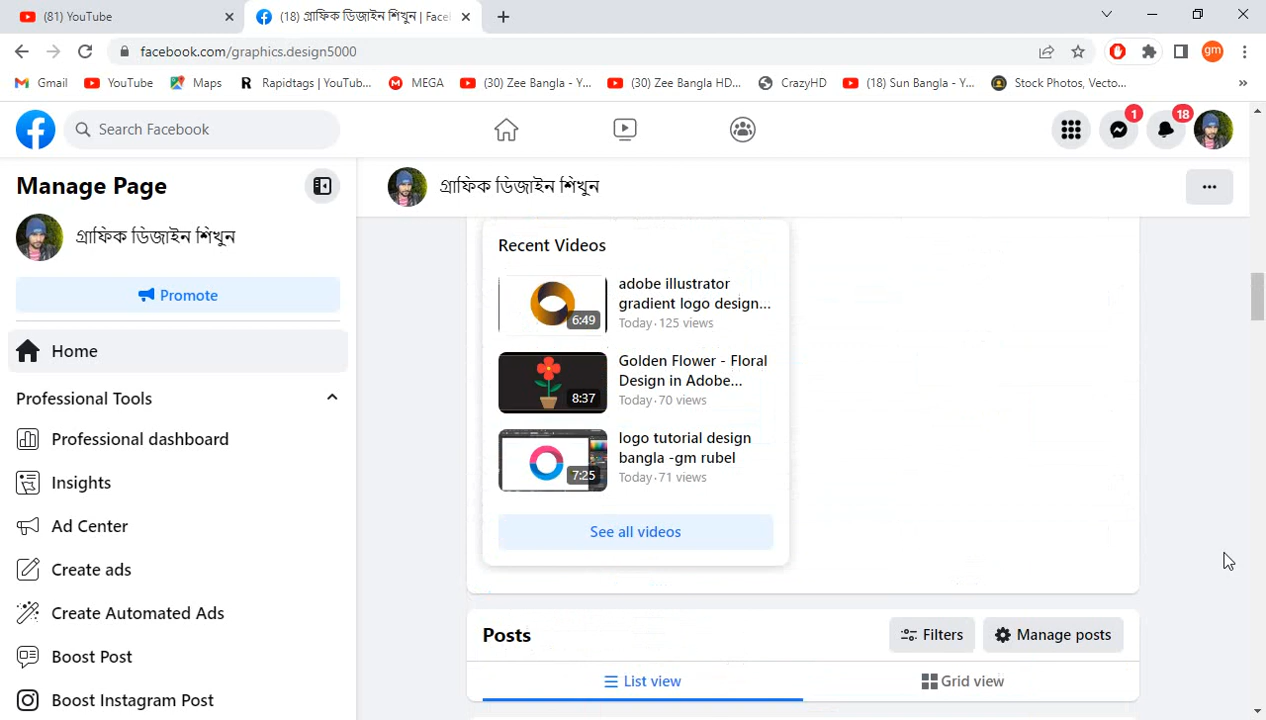 (81) YouTube
(18) গ্রাফিক ডিজাইন শিখুন | Face
facebook.com/graphics.design5000
gm
Gmail
YouTube
Maps
R Rapidtags | YouTub...
MEGA
(30) Zee Bangla - Y...
(30) Zee Bangla HD...
CrazyHD
(18) Sun Bangla - Y...
Stock Photos, Vecto...
»
Search Facebook
1
18
Manage Page
গ্রাফিক ডিজাইন শিখুন
Promote
Home
Professional Tools
Professional dashboard
Insights
Ad Center
Create ads
Create Automated Ads
Boost Post
Boost Instagram Post
গ্রাফিক ডিজাইন শিখুন
Recent Videos
6:49
adobe illustrator
gradient logo design...
Today · 125 views
8:37
Golden Flower - Floral
Design in Adobe...
Today · 70 views
7:25
logo tutorial design
bangla -gm rubel
Today · 71 views
See all videos
Posts
Filters
Manage posts
List view
Grid view